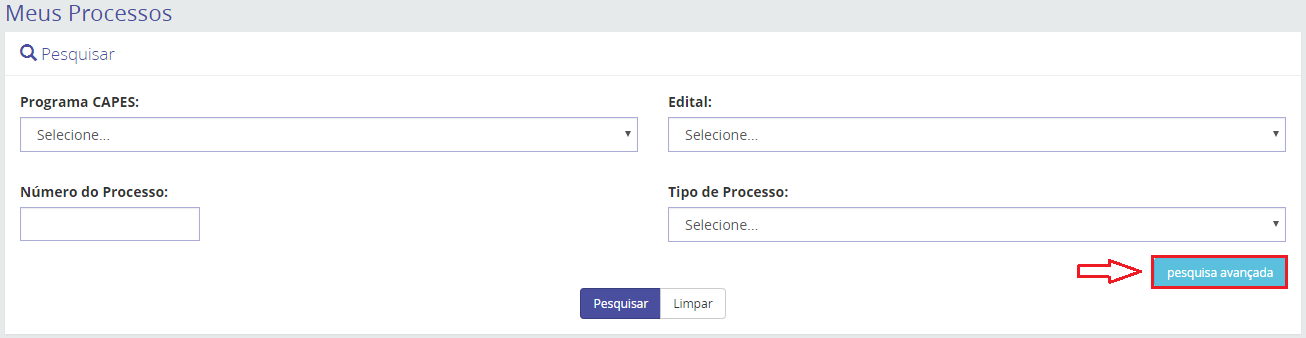 Meus Processos
Pesquisar
Programa CAPES:
Edital:
Selecione...
Selecione...
Número do Processo:
Tipo de Processo:
Selecione...
pesquisa avançada
Pesquisar
Limpar